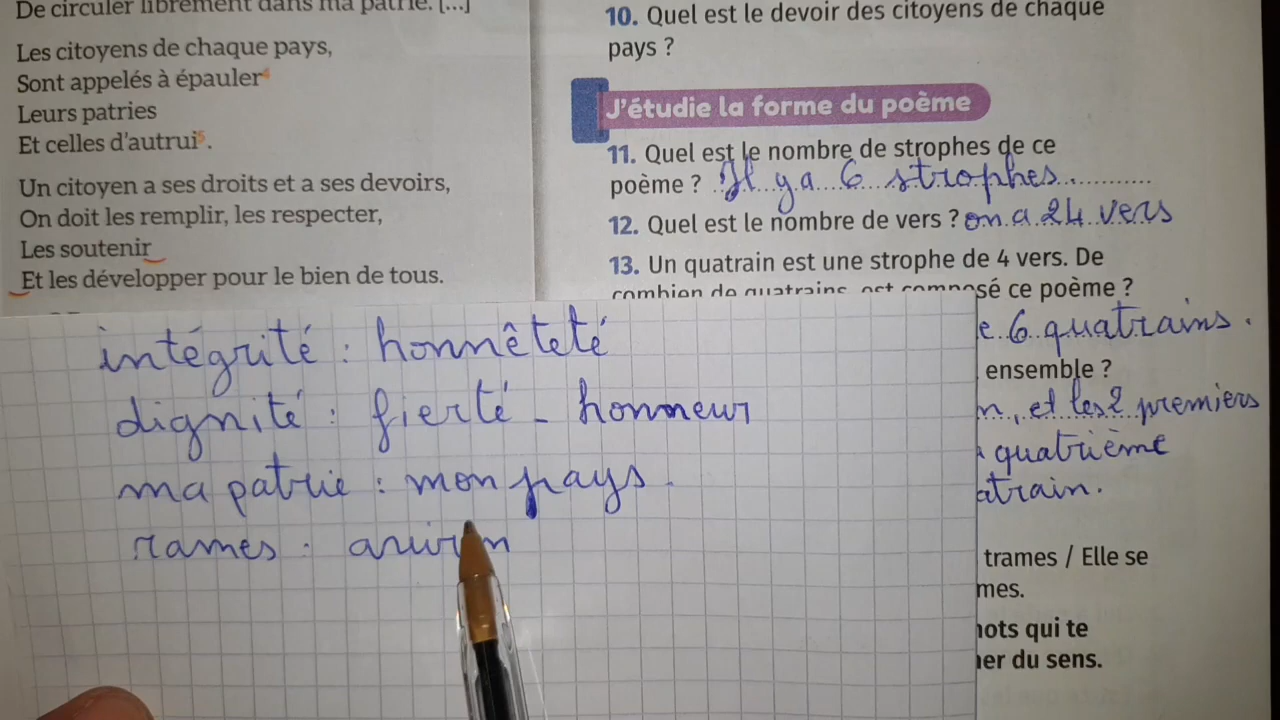 De circuler librement dans ma patrie. [...]
Les citoyens de chaque pays,
Sont appelés à épauler4
Leurs patries
Et celles d'autrui5.
Un citoyen a ses droits et a ses devoirs,
On doit les remplir, les respecter,
Les soutenir
Et les développer pour le bien de tous.
10. Quel est le devoir des citoyens de chaque
pays ?
J'étudie la forme du poème
11. Quel est le nombre de strophes de ce
poème ? Il y a 6 strophes.
12. Quel est le nombre de vers ? on a 24 vers
13. Un quatrain est une strophe de 4 vers. De
combien de quatrains est composé ce poème ?
e 6 quatrains.
ensemble ?
n, et les 2 premiers
quatrième
atrain.
trames / Elle se
mes.
mots qui te
ner du sens.
intégrité : honnêteté
dignité : fierté - honneur
ma patrie : mon pays.
rames :